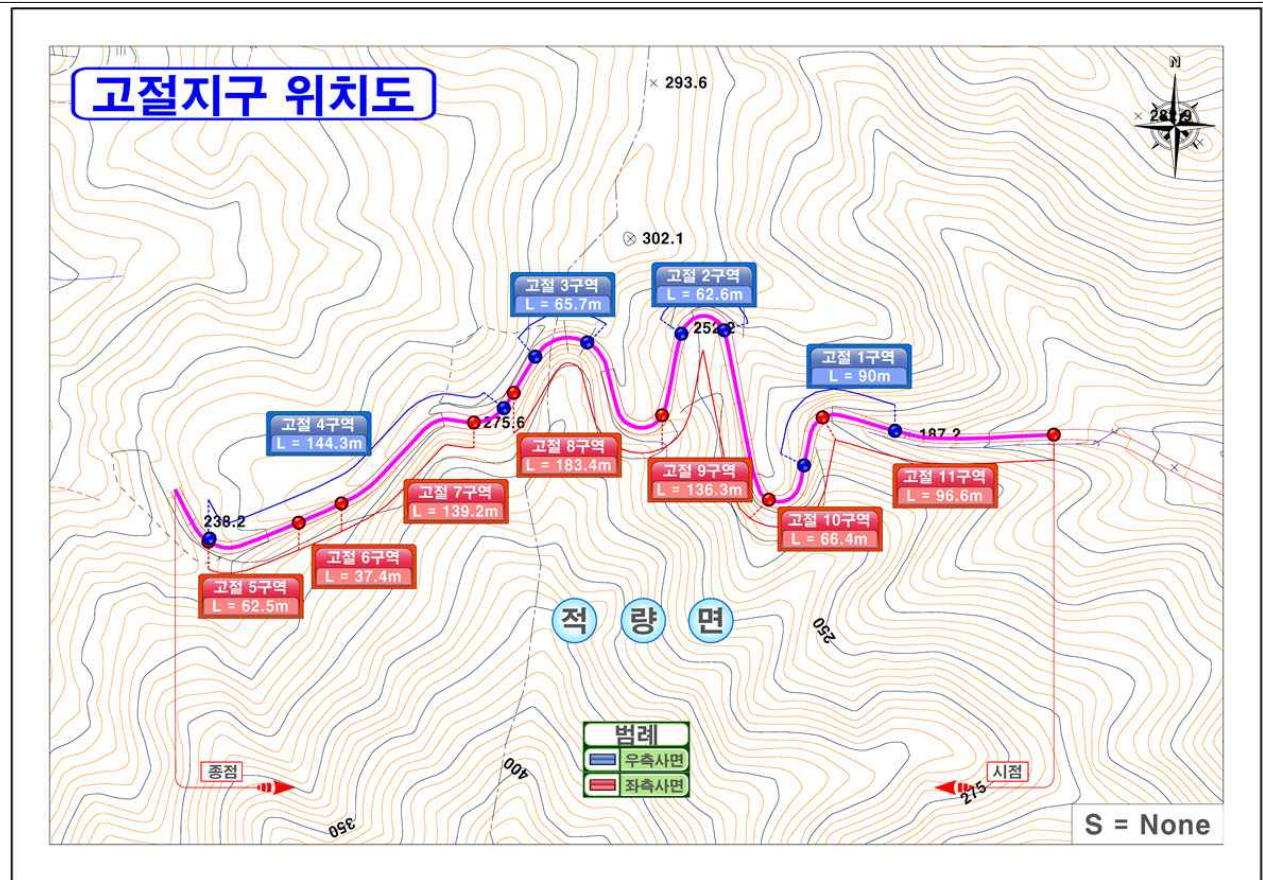 고절지구 위치도
293.6
N
302.1
고절 3구역
L = 65.7m
고절 2구역
L = 62.6m
고절 1구역
L = 90m
고절 4구역
L = 144.3m
275.6
187.2
고절 8구역
L = 183.4m
고절 9구역
L = 136.3m
고절 11구역
L = 96.6m
고절 7구역
L = 139.2m
고절 10구역
L = 66.4m
238.2
고절 6구역
L = 37.4m
고절 5구역
L = 62.5m
적 량 면
250
범례
우측사면
좌측사면
종점
시점
400
275
350
S = None